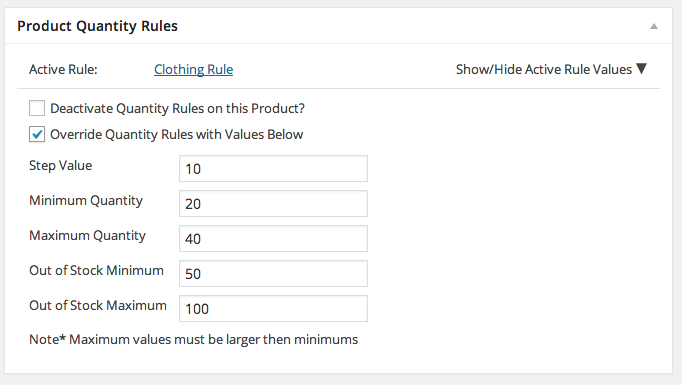 Product Quantity Rules
Active Rule: Clothing Rule Show/Hide Active Rule Values ▼
Deactivate Quantity Rules on this Product?
Override Quantity Rules with Values Below
Step Value 10
Minimum Quantity 20
Maximum Quantity 40
Out of Stock Minimum 50
Out of Stock Maximum 100
Note* Maximum values must be larger then minimums